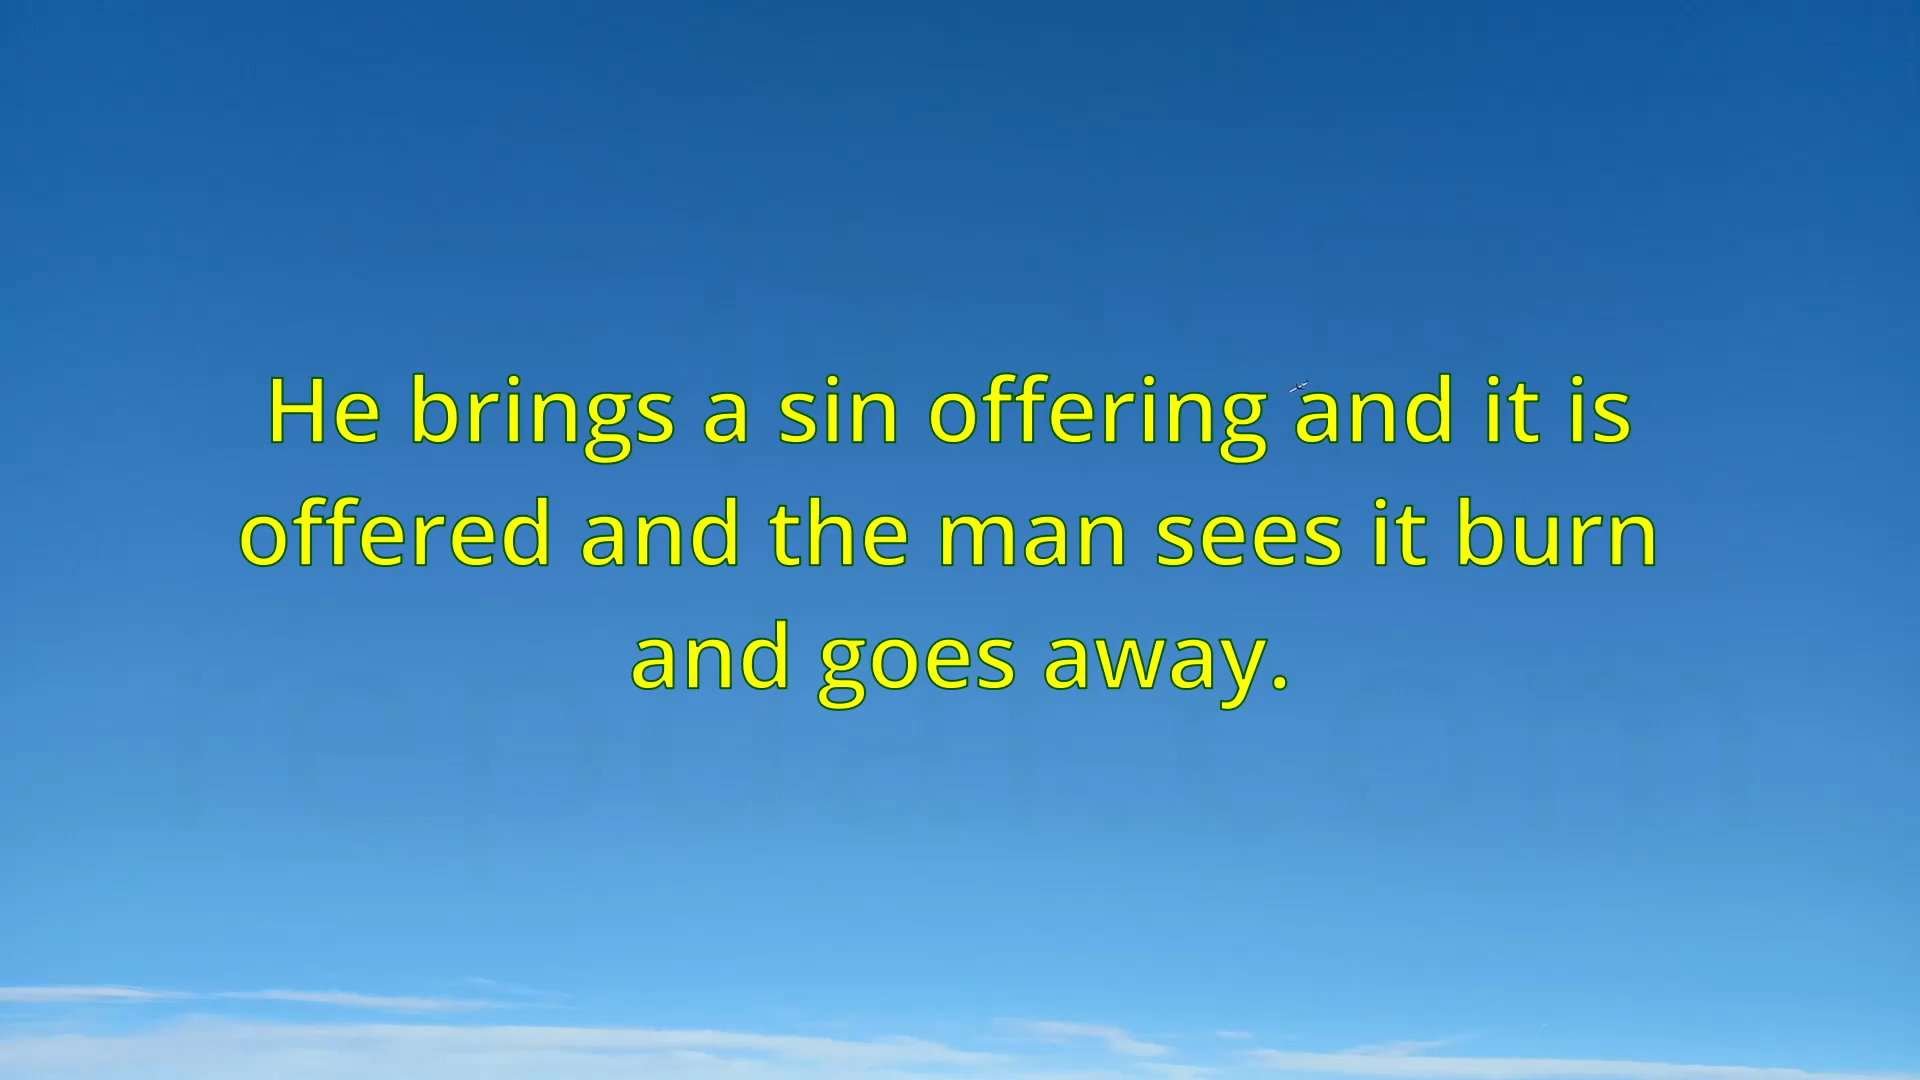 He brings a sin offering and it is
offered and the man sees it burn
and goes away.